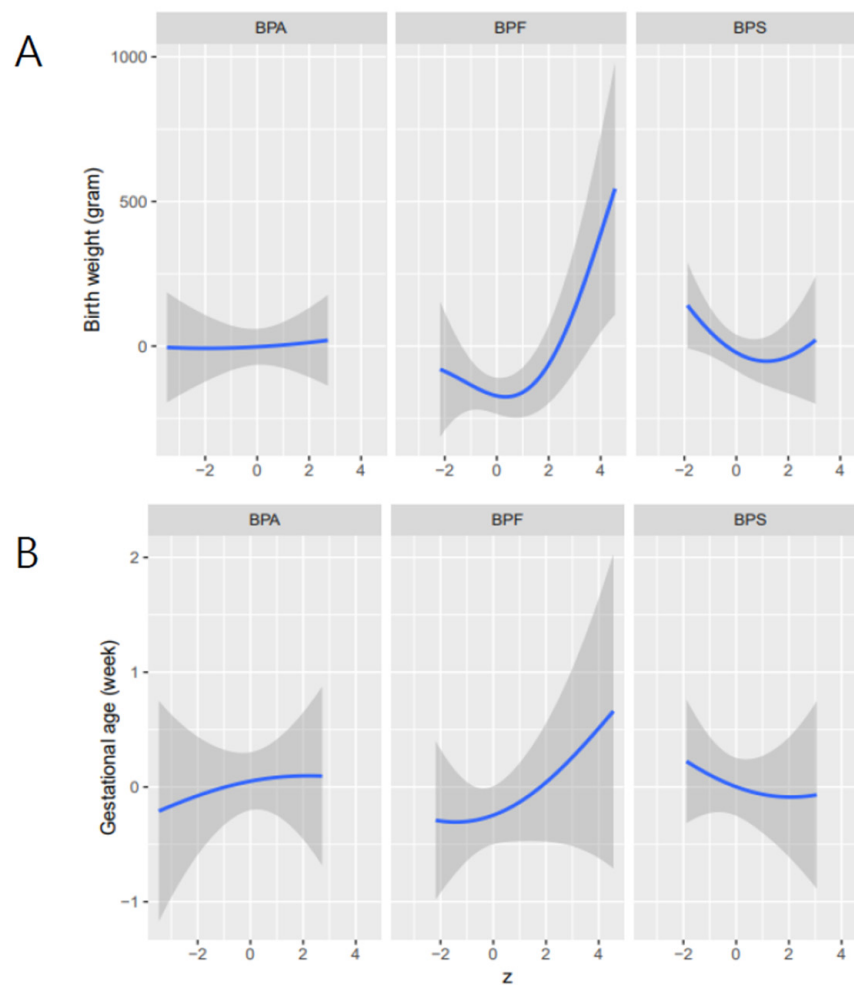 A
BPA BPF BPS
1000
500
0
Birth weight (gram)
−2 0 2 4 −2 0 2 4 −2 0 2 4
B
BPA BPF BPS
2
1
0
−1
Gestational age (week)
−2 0 2 4 −2 0 2 4 −2 0 2 4
z